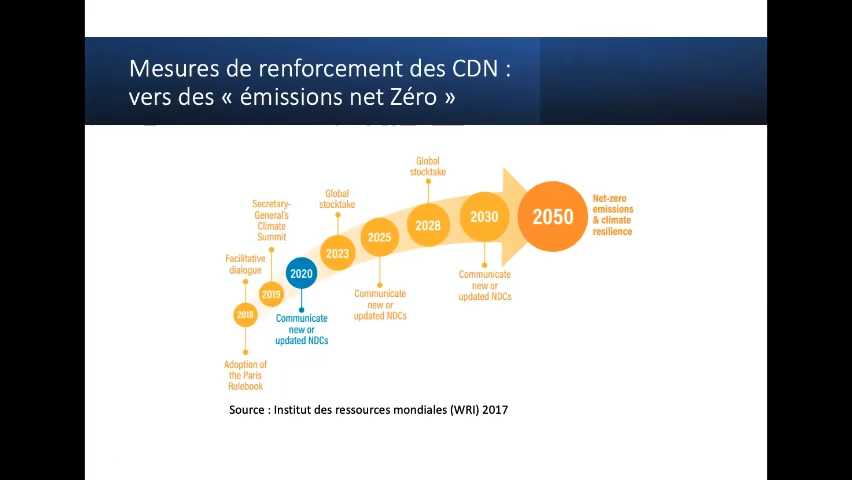 Mesures de renforcement des CDN :
vers des « émissions net Zéro »
Global
stocktake
Secretary-
General's
Climate
Summit
Global
stocktake
Facilitative
dialogue
2018
2019
2020
2023
2025
2028
2030
2050
Net-zero
emissions
& climate
resilience
Communicate
new or
updated NDCs
Communicate
new or
updated NDCs
Communicate
new or
updated NDCs
Adoption of
the Paris
Rulebook
Source : Institut des ressources mondiales (WRI) 2017